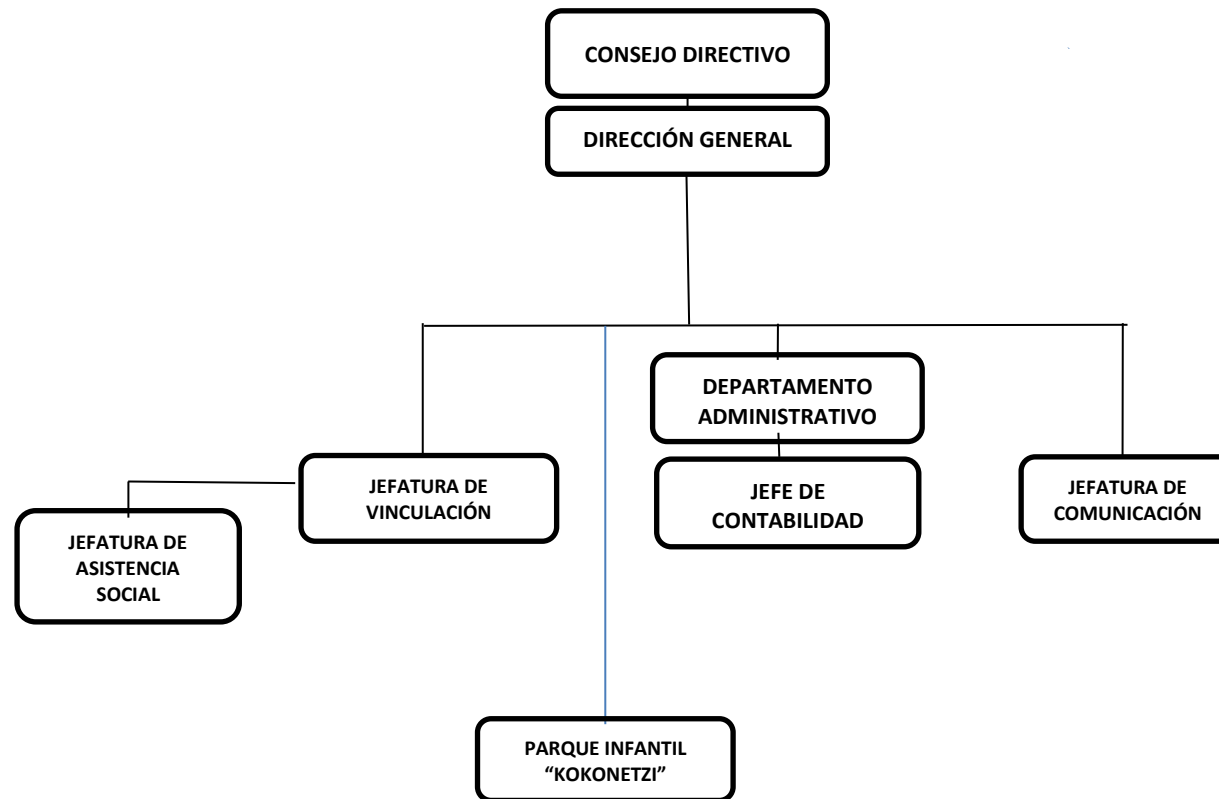 CONSEJO DIRECTIVO
DIRECCIÓN GENERAL
DEPARTAMENTO
ADMINISTRATIVO
JEFATURA DE
VINCULACIÓN
JEFE DE
CONTABILIDAD
JEFATURA DE
COMUNICACIÓN
JEFATURA DE
ASISTENCIA
SOCIAL
PARQUE INFANTIL
“KOKONETZI”